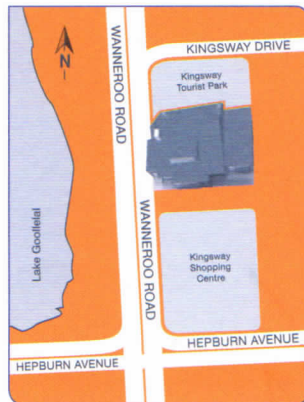 KINGSWAY DRIVE
WANNEROO ROAD
N
Kingsway
Tourist Park
Lake Goollelal
WANNEROO ROAD
Kingsway
Shopping
Centre
HEPBURN AVENUE
HEPBURN AVENUE